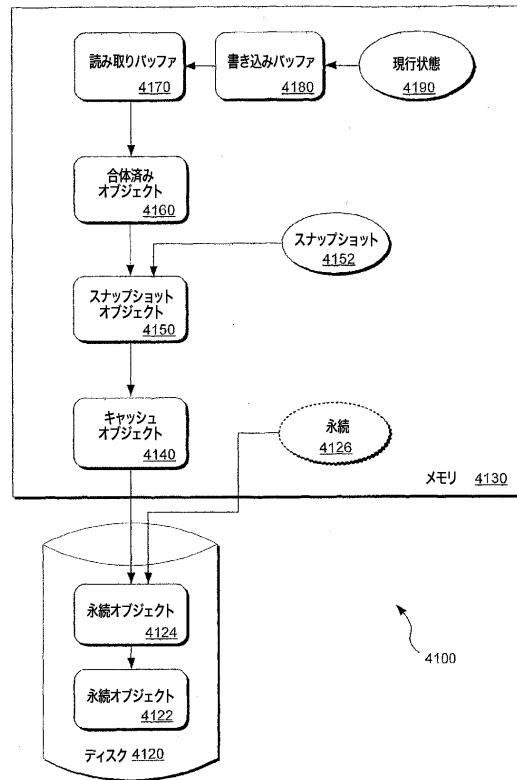 読み取りバッファ
4170
書き込みバッファ
4180
現行状態
4190
合体済み
オブジェクト
4160
スナップショット
4152
スナップショット
オブジェクト
4150
キャッシュ
オブジェクト
4140
永続
4126
メモリ 4130
永続オブジェクト
4124
4100
永続オブジェクト
4122
ディスク 4120